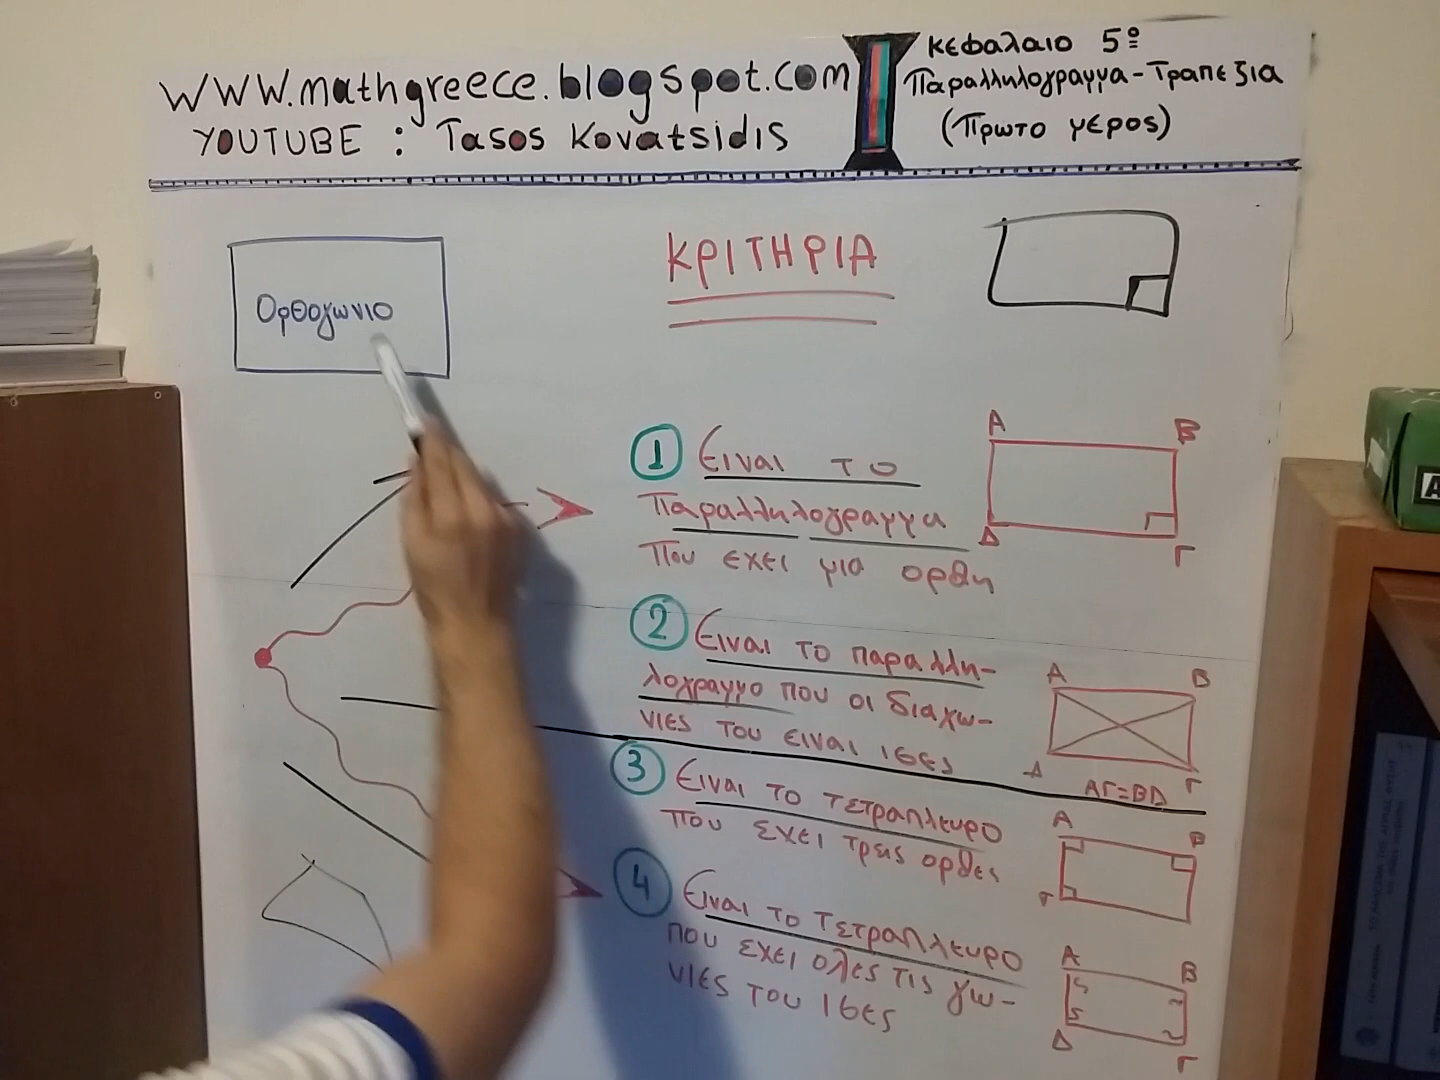 WWW.mathgreece.blogspot.com
YOUTUBE : Tasos Kovatsidis
Κεφαλαιο 5º
Παραλληλογραμμα-Τραπεζια
(Πρωτο μερος)
Ορθογωνιο
ΚΡΙΤΗΡΙΑ
1 Ειναι το
παραλληλογραμμο
που εχει μια ορθη
Α Β
Δ Γ
2 Ειναι το παραλλη-
λογραμμο που οι διαγω-
νιες του ειναι ισες
Α Β
Δ Γ
ΑΓ=ΒΔ
3 Ειναι το τετραπλευρο
που εχει τρεις ορθες
Α Β
Γ
4 Ειναι το τετραπλευρο
που εχει ολες τις γω-
νιες του ισες
Α Β
Δ Γ